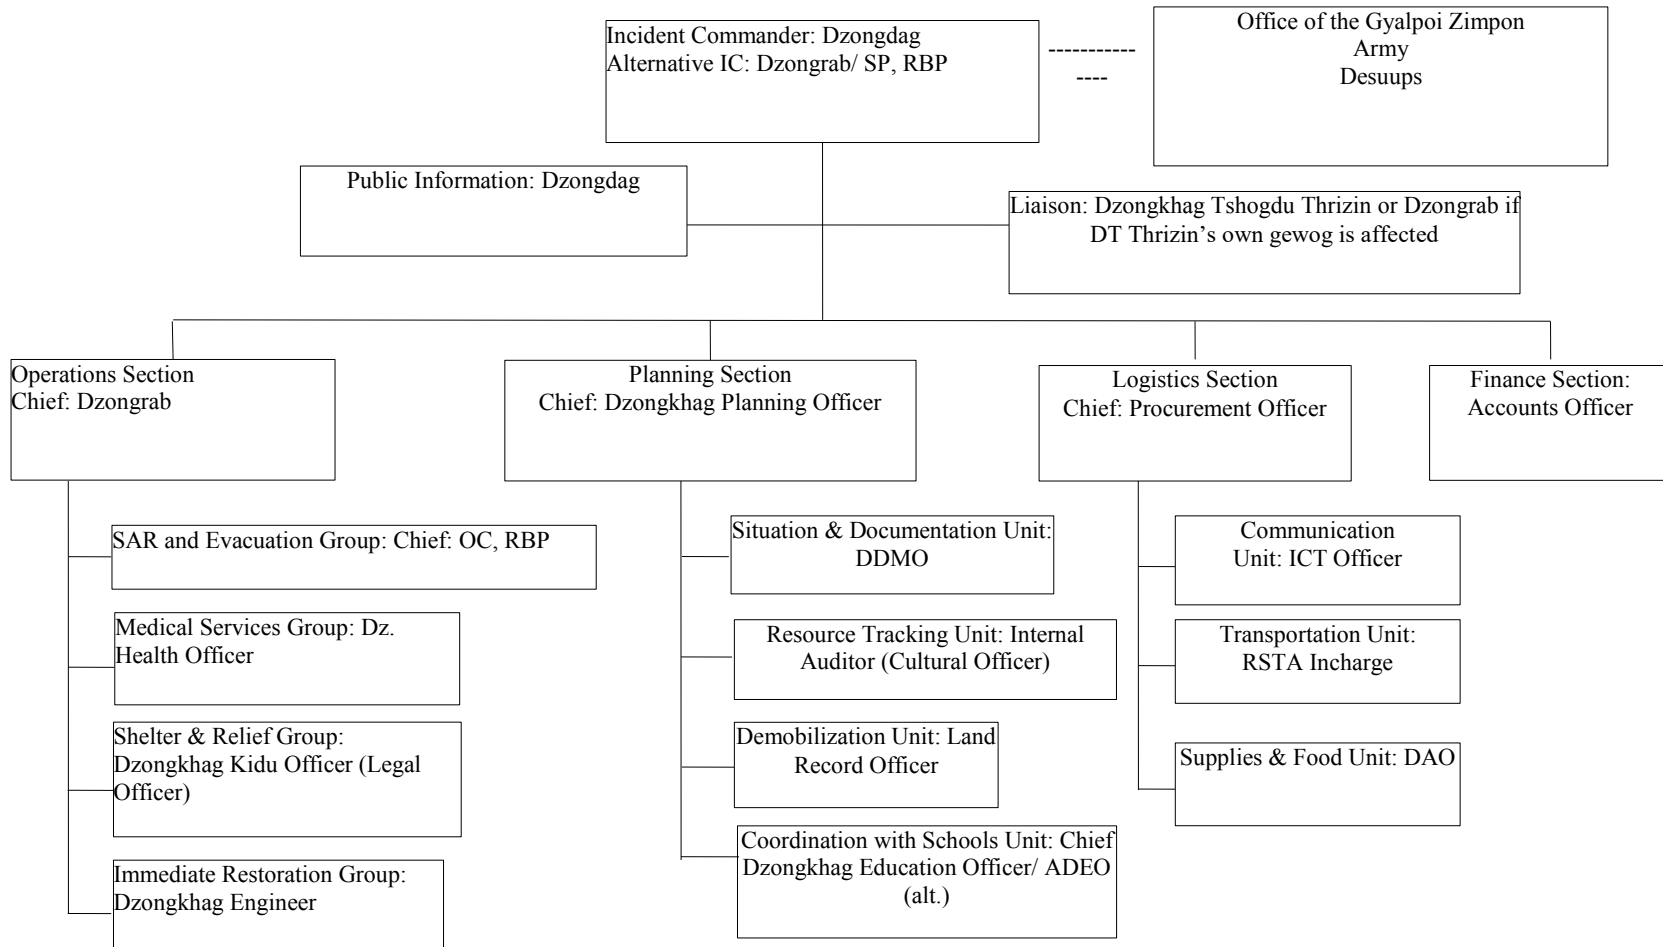 Incident Commander: Dzongdag
Alternative IC: Dzongrab/ SP, RBP
-----------
----
Office of the Gyalpoi Zimpon
Army
Desuups
Public Information: Dzongdag
Liaison: Dzongkhag Tshogdu Thrizin or Dzongrab if
DT Thrizin’s own gewog is affected
Operations Section
Chief: Dzongrab
Planning Section
Chief: Dzongkhag Planning Officer
Logistics Section
Chief: Procurement Officer
Finance Section:
Accounts Officer
SAR and Evacuation Group: Chief: OC, RBP
Medical Services Group: Dz.
Health Officer
Shelter & Relief Group:
Dzongkhag Kidu Officer (Legal
Officer)
Immediate Restoration Group:
Dzongkhag Engineer
Situation & Documentation Unit:
DDMO
Resource Tracking Unit: Internal
Auditor (Cultural Officer)
Demobilization Unit: Land
Record Officer
Coordination with Schools Unit: Chief
Dzongkhag Education Officer/ ADEO
(alt.)
Communication
Unit: ICT Officer
Transportation Unit:
RSTA Incharge
Supplies & Food Unit: DAO